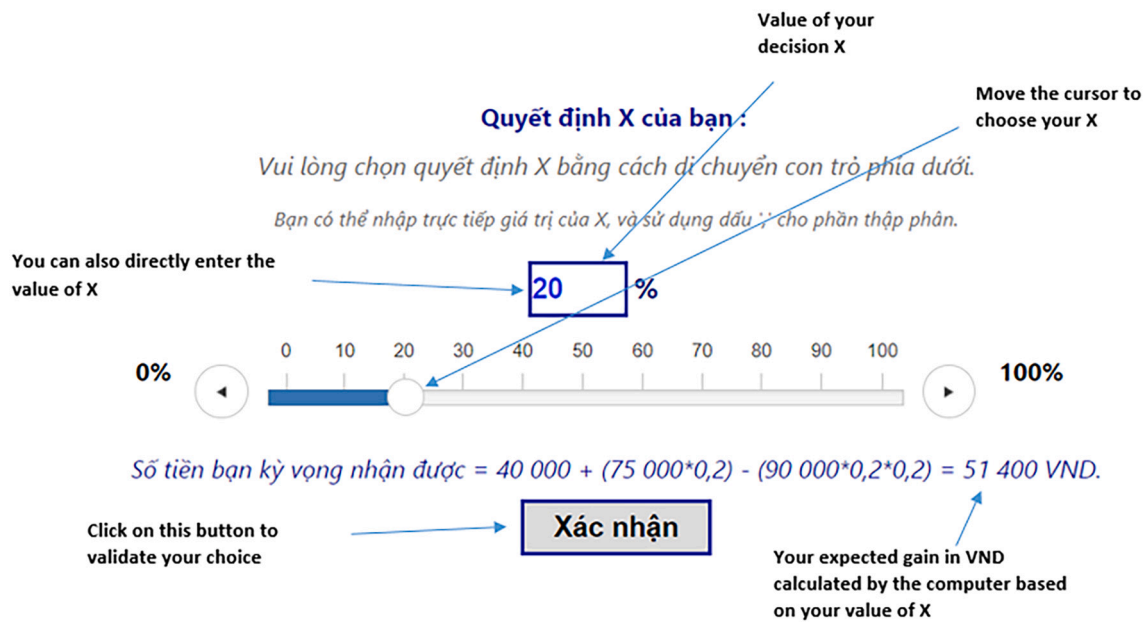 Value of your
decision X
Move the cursor to
choose your X
Quyết định X của bạn :
Vui lòng chọn quyết định X bằng cách di chuyển con trỏ phía dưới.
Bạn có thể nhập trực tiếp giá trị của X, và sử dụng dấu ',' cho phần thập phân.
You can also directly enter the
value of X
20 %
0 10 20 30 40 50 60 70 80 90 100
0% 100%
Số tiền bạn kỳ vọng nhận được = 40 000 + (75 000*0,2) - (90 000*0,2*0,2) = 51 400 VND.
Click on this button to
validate your choice
Xác nhận
Your expected gain in VND
calculated by the computer based
on your value of X